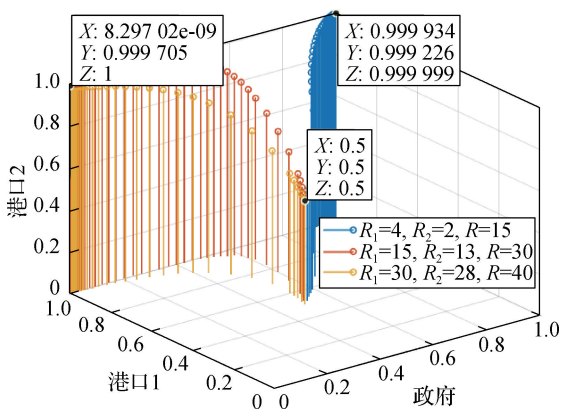 X: 8.297 02e-09
Y: 0.999 705
Z: 1
X: 0.999 934
Y: 0.999 226
Z: 0.999 999
X: 0.5
Y: 0.5
Z: 0.5
R₁=4, R₂=2, R=15
R₁=15, R₂=13, R=30
R₁=30, R₂=28, R=40
1.0
0.8
0.6
0.4
0.2
0
港口2
1.0
0.8
0.6
0.4
0.2
0
港口1
0
0.2
0.4
0.6
0.8
1.0
政府